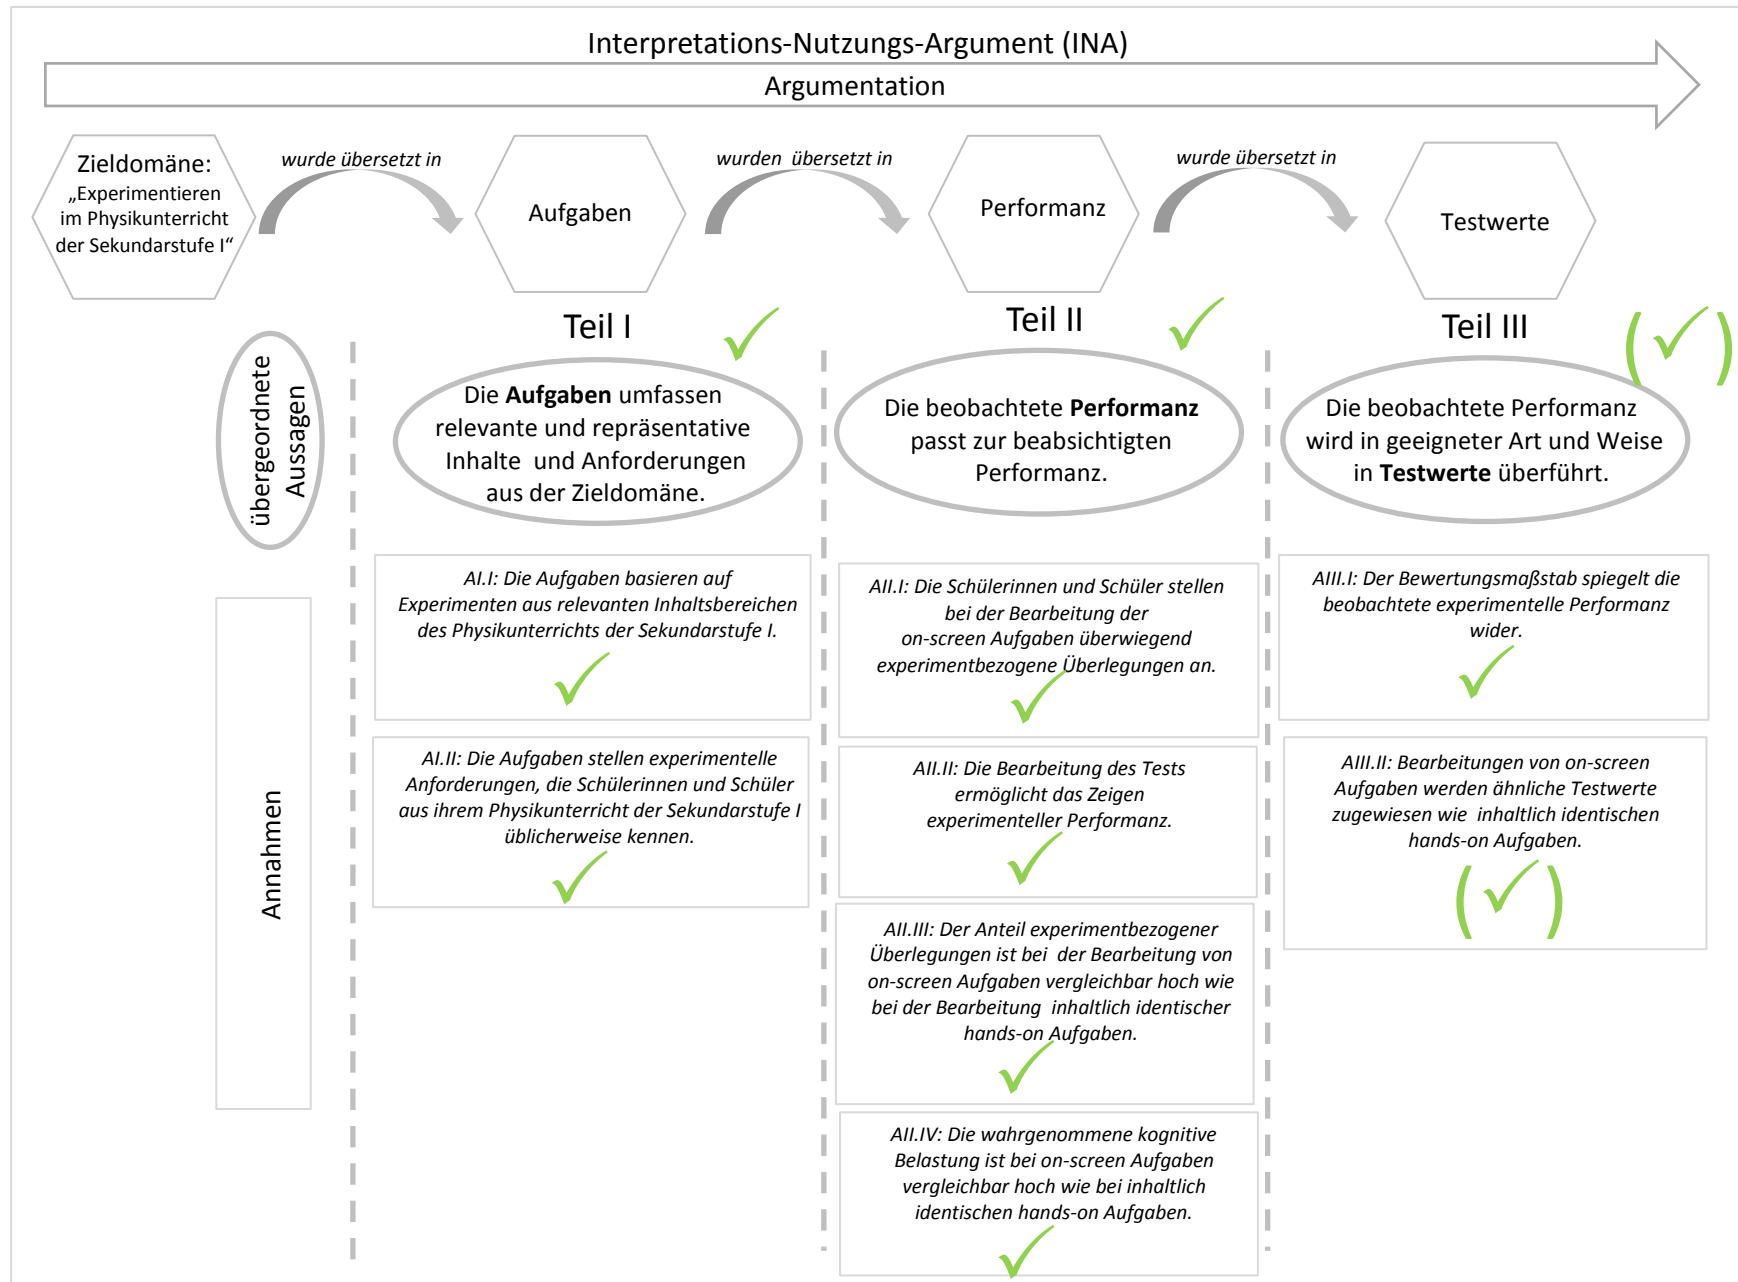 Interpretations-Nutzungs-Argument (INA)
Argumentation
Zieldomäne:
„Experimentieren
im Physikunterricht
der Sekundarstufe I“
wurde übersetzt in
Aufgaben
wurden übersetzt in
Performanz
wurde übersetzt in
Testwerte
übergeordnete
Aussagen
Teil I
Die Aufgaben umfassen
relevante und repräsentative
Inhalte und Anforderungen
aus der Zieldomäne.
Teil II
Die beobachtete Performanz
passt zur beabsichtigten
Performanz.
Teil III
Die beobachtete Performanz
wird in geeigneter Art und Weise
in Testwerte überführt.
Annahmen
AI.I: Die Aufgaben basieren auf
Experimenten aus relevanten Inhaltsbereichen
des Physikunterrichts der Sekundarstufe I.
AI.II: Die Aufgaben stellen experimentelle
Anforderungen, die Schülerinnen und Schüler
aus ihrem Physikunterricht der Sekundarstufe I
üblicherweise kennen.
AII.I: Die Schülerinnen und Schüler stellen
bei der Bearbeitung der
on-screen Aufgaben überwiegend
experimentbezogene Überlegungen an.
AII.II: Die Bearbeitung des Tests
ermöglicht das Zeigen
experimenteller Performanz.
AII.III: Der Anteil experimentbezogener
Überlegungen ist bei der Bearbeitung von
on-screen Aufgaben vergleichbar hoch wie
bei der Bearbeitung inhaltlich identischer
hands-on Aufgaben.
AII.IV: Die wahrgenommene kognitive
Belastung ist bei on-screen Aufgaben
vergleichbar hoch wie bei inhaltlich
identischen hands-on Aufgaben.
AIII.I: Der Bewertungsmaßstab spiegelt die
beobachtete experimentelle Performanz
wider.
AIII.II: Bearbeitungen von on-screen
Aufgaben werden ähnliche Testwerte
zugewiesen wie inhaltlich identischen
hands-on Aufgaben.